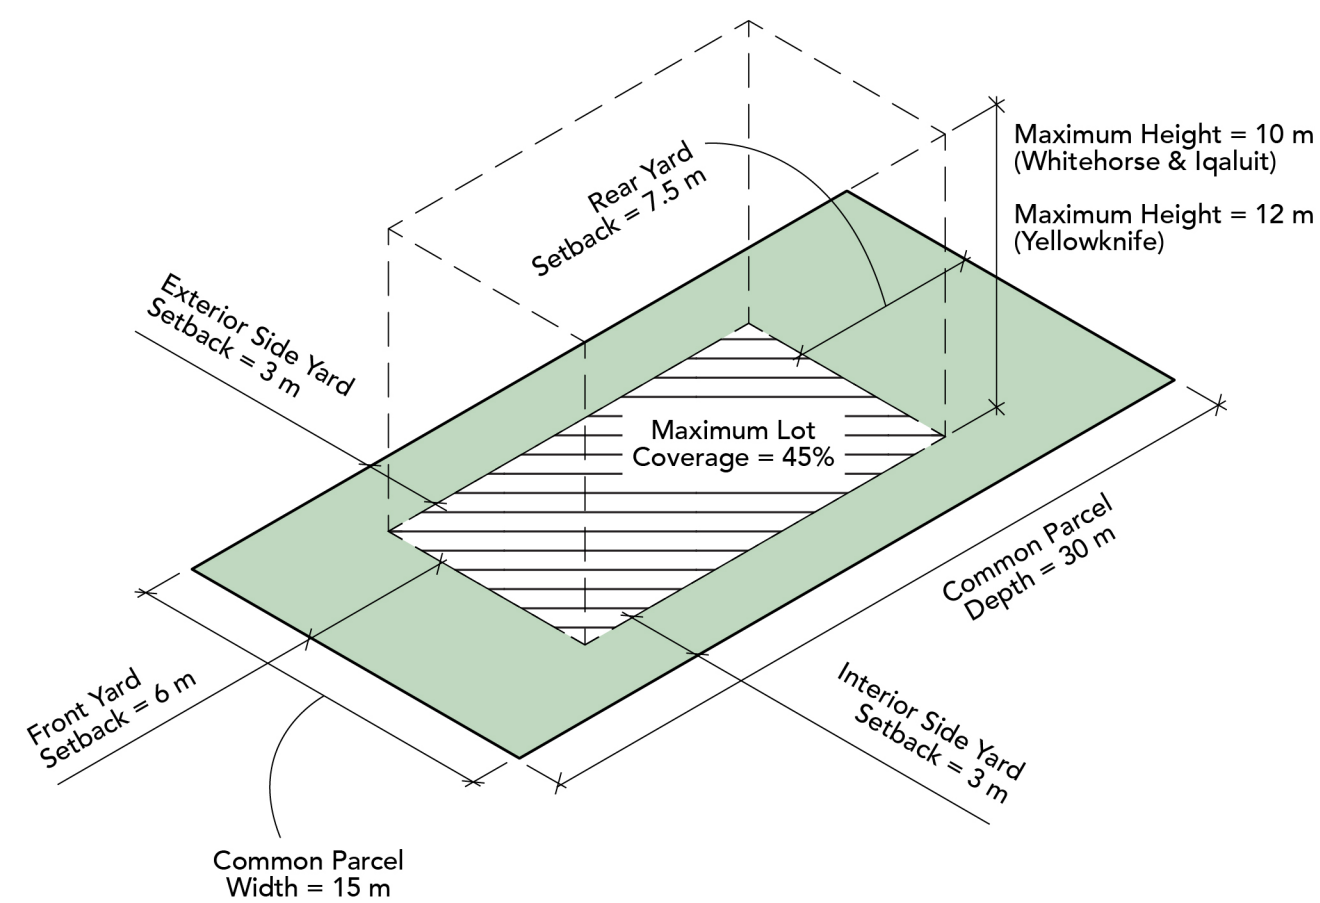 Maximum Height = 10 m
(Whitehorse & Iqaluit)
Maximum Height = 12 m
(Yellowknife)
Rear Yard
Setback = 7.5 m
Exterior Side Yard
Setback = 3 m
Maximum Lot
Coverage = 45%
Common Parcel
Depth = 30 m
Front Yard
Setback = 6 m
Interior Side Yard
Setback = 3 m
Common Parcel
Width = 15 m